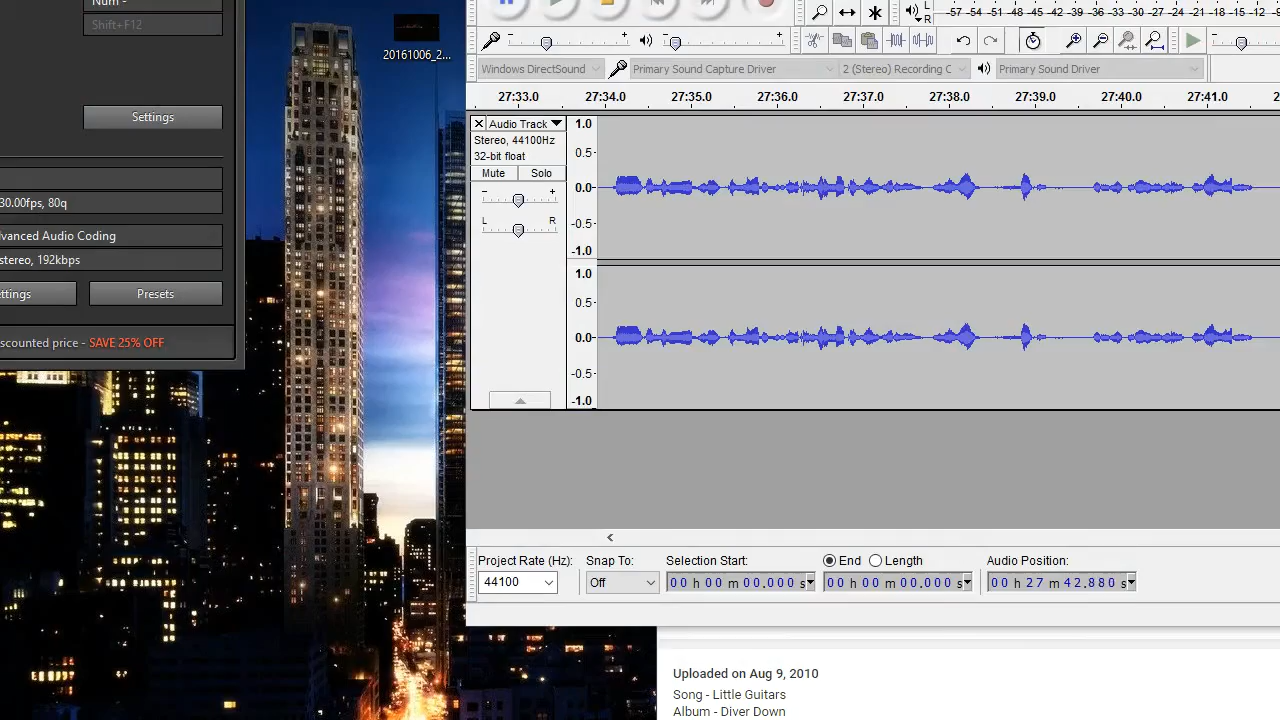 Num -
Shift+F12
Settings
30.00fps, 80q
vanced Audio Coding
stereo, 192kbps
ettings
Presets
scounted price - SAVE 25% OFF
20161006_2...
L
R
-57 -54 -51 -48 -45 -42 -39 -36 -33 -30 -27 -24 -21 -18 -15 -12
- +
- +
Windows DirectSound
Primary Sound Capture Driver
2 (Stereo) Recording C
Primary Sound Driver
27:33.0 27:34.0 27:35.0 27:36.0 27:37.0 27:38.0 27:39.0 27:40.0 27:41.0
Audio Track
Stereo, 44100Hz
32-bit float
Mute Solo
- +
L R
1.0
0.5
0.0
-0.5
-1.0
1.0
0.5
0.0
-0.5
-1.0
Project Rate (Hz):
44100
Snap To:
Off
Selection Start:
00 h 00 m 00.000 s
End
Length
00 h 00 m 00.000 s
Audio Position:
00 h 27 m 42.880 s
Uploaded on Aug 9, 2010
Song - Little Guitars
Album - Diver Down